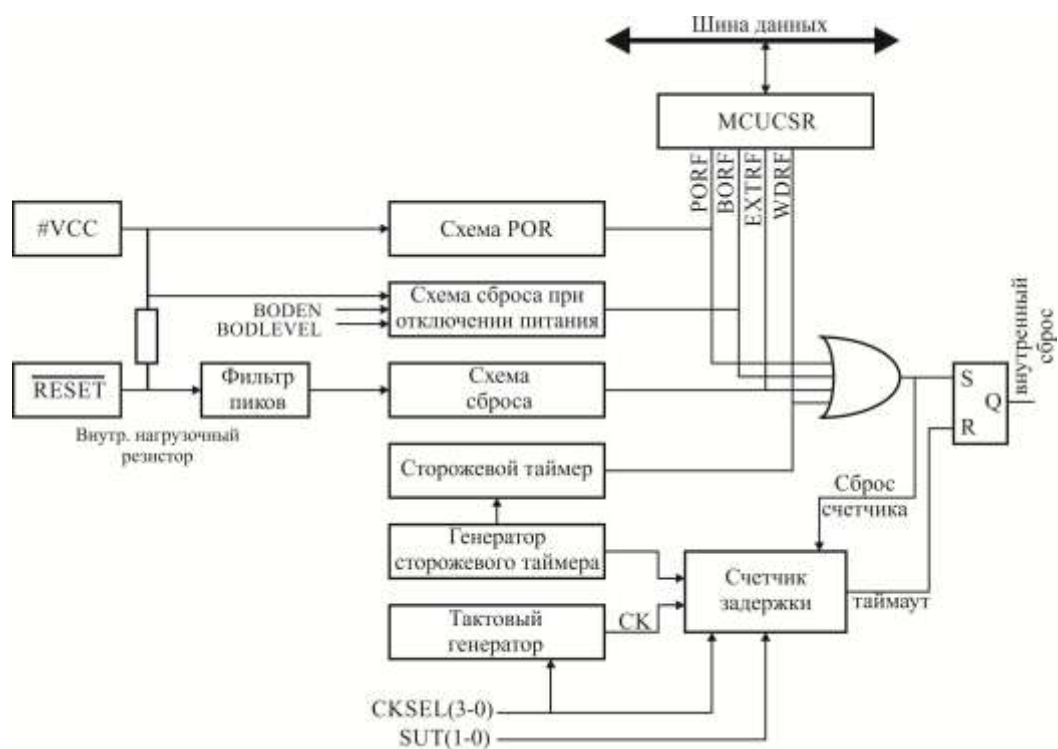 Шина данных
MCUCSR
PORF
BORF
EXTRF
WDRF
#VCC
Схема POR
BODEN
BODLEVEL
Схема сброса при
отключении питания
RESET
Фильтр
пиков
Схема
сброса
Внутр. нагрузочный
резистор
S
Q
R
внутренный
сброс
Сторожевой таймер
Сброс
счетчика
Генератор
сторожевого таймера
Счетчик
задержки
таймаут
Тактовый
генератор
CK
CKSEL(3-0)
SUT(1-0)